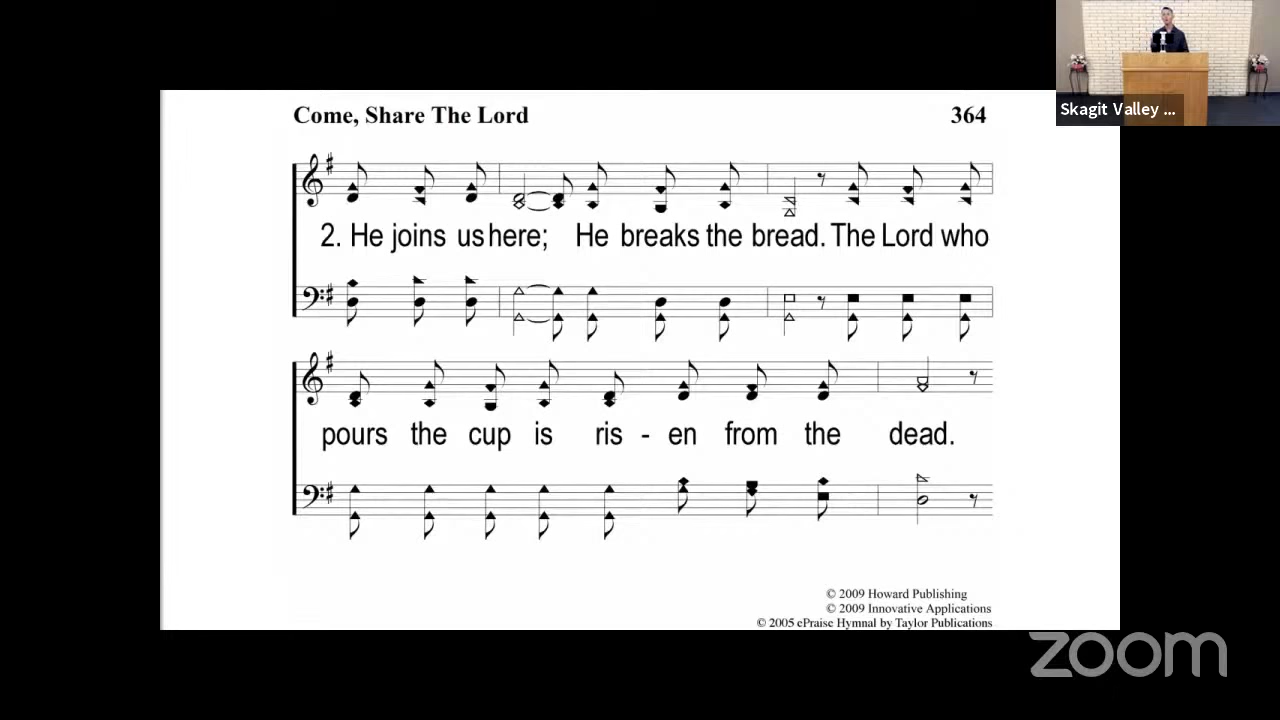 Come, Share The Lord 364
Skagit Valley ...
2. He joins us here; He breaks the bread. The Lord who
pours the cup is ris - en from the dead.
© 2009 Howard Publishing
© 2009 Innovative Applications
© 2005 ePraise Hymnal by Taylor Publications
zoom